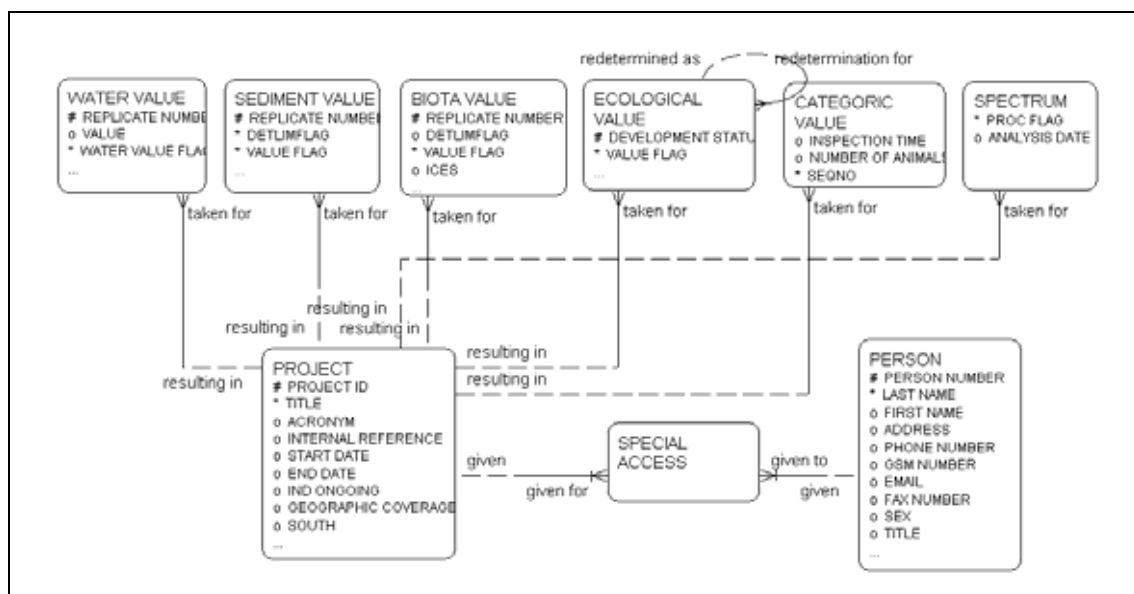 redetermined as
redetermination for
WATER VALUE
# REPLICATE NUMBE
o VALUE
* WATER VALUE FLAG
...
SEDIMENT VALUE
# REPLICATE NUMBE
* DETLIMFLAG
* VALUE FLAG
...
BIOTA VALUE
# REPLICATE NUMBER
o DETLIMFLAG
* VALUE FLAG
o ICES
...
ECOLOGICAL
VALUE
# DEVELOPMENT STATU
* VALUE FLAG
...
CATEGORIC
VALUE
o INSPECTION TIME
o NUMBER OF ANIMALS
* SEQNO
SPECTRUM
* PROC FLAG
o ANALYSIS DATE
taken for
taken for
taken for
taken for
taken for
taken for
resulting in
resulting in
resulting in
resulting in
resulting in
resulting in
PROJECT
# PROJECT ID
* TITLE
o ACRONYM
o INTERNAL REFERENCE
o START DATE
o END DATE
o IND ONGOING
o GEOGRAPHIC COVERAGE
o SOUTH
...
given
given for
SPECIAL
ACCESS
given to
given
PERSON
# PERSON NUMBER
* LAST NAME
o FIRST NAME
o ADDRESS
o PHONE NUMBER
o GSM NUMBER
o EMAIL
o FAX NUMBER
o SEX
o TITLE
...